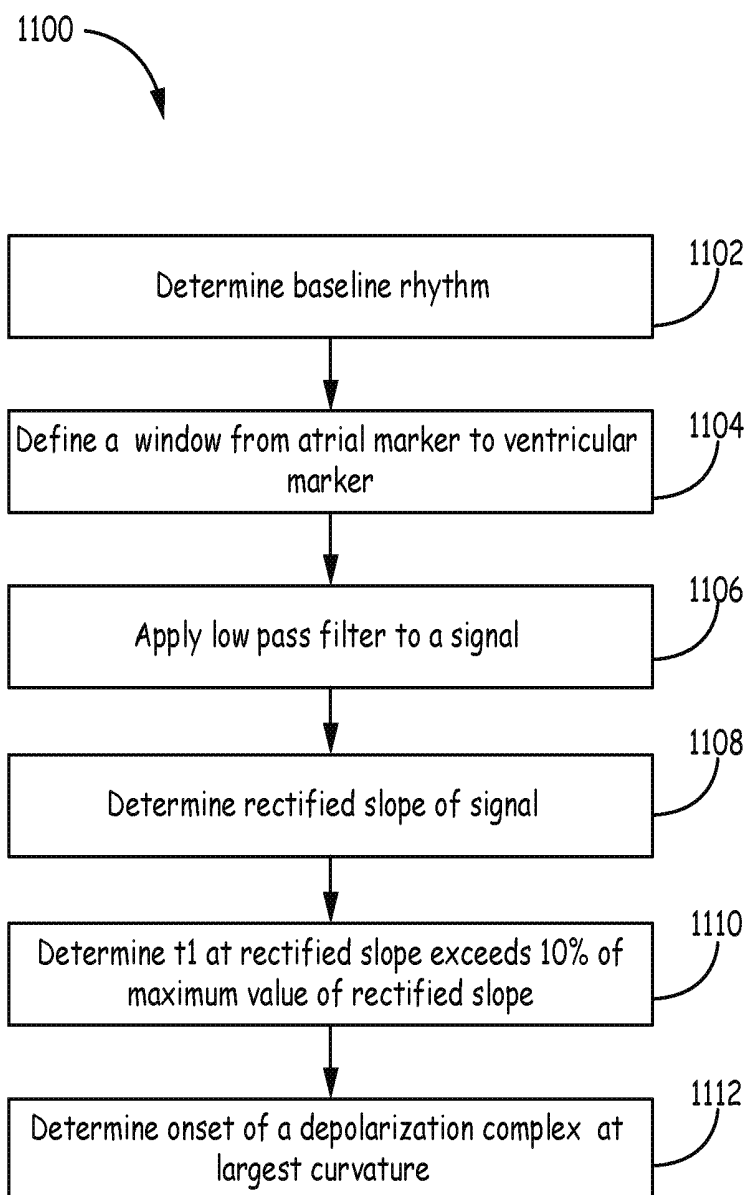 1100
1102
Determine baseline rhythm
1104
Define a window from atrial marker to ventricular
marker
1106
Apply low pass filter to a signal
1108
Determine rectified slope of signal
1110
Determine t1 at rectified slope exceeds 10% of
maximum value of rectified slope
1112
Determine onset of a depolarization complex at
largest curvature